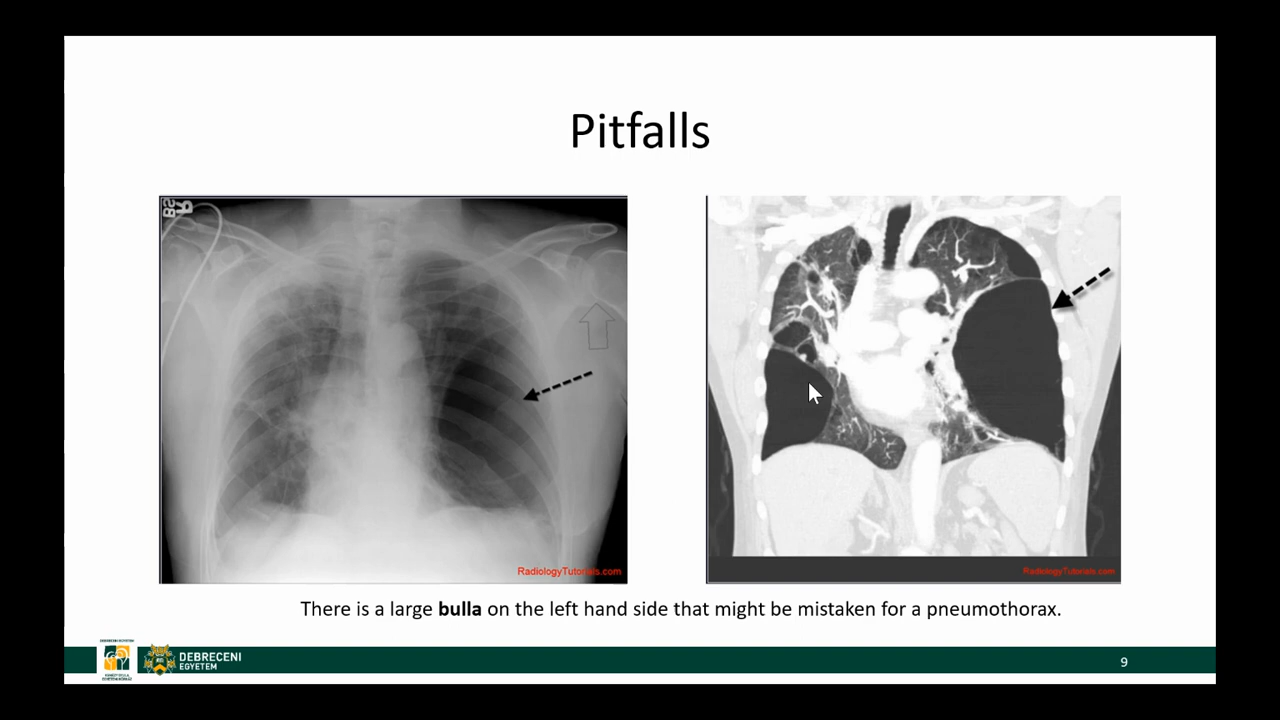 Pitfalls
R
RadiologyTutorials.com
RadiologyTutorials.com
There is a large bulla on the left hand side that might be mistaken for a pneumothorax.
DEBRECENI
EGYETEM
9